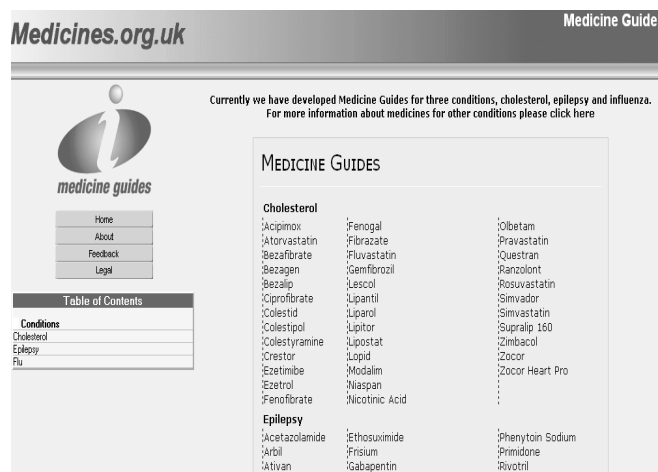 Medicines.org.uk
Medicine Guide
Currently we have developed Medicine Guides for three conditions, cholesterol, epilepsy and influenza.
For more information about medicines for other conditions please click here
i
medicine guides
Home
About
Feedback
Legal
Table of Contents
Conditions
Cholesterol
Epilepsy
Flu
MEDICINE GUIDES
Cholesterol
Acipimox Fenogal Olbetam
Atorvastatin Fibrazate Pravastatin
Bezafibrate Fluvastatin Questran
Bezagen Gemfibrozil Ranzolont
Bezalip Lescol Rosuvastatin
Ciprofibrate Lipantil Simvador
Colestid Liparol Simvastatin
Colestipol Lipitor Supralip 160
Colestyramine Lipostat Zimbacol
Crestor Lopid Zocor
Ezetimibe Modalim Zocor Heart Pro
Ezetrol Niaspan
Fenofibrate Nicotinic Acid
Epilepsy
Acetazolamide Ethosuximide Phenytoin Sodium
Arbil Frisium Primidone
Ativan Gabapentin Rivotril